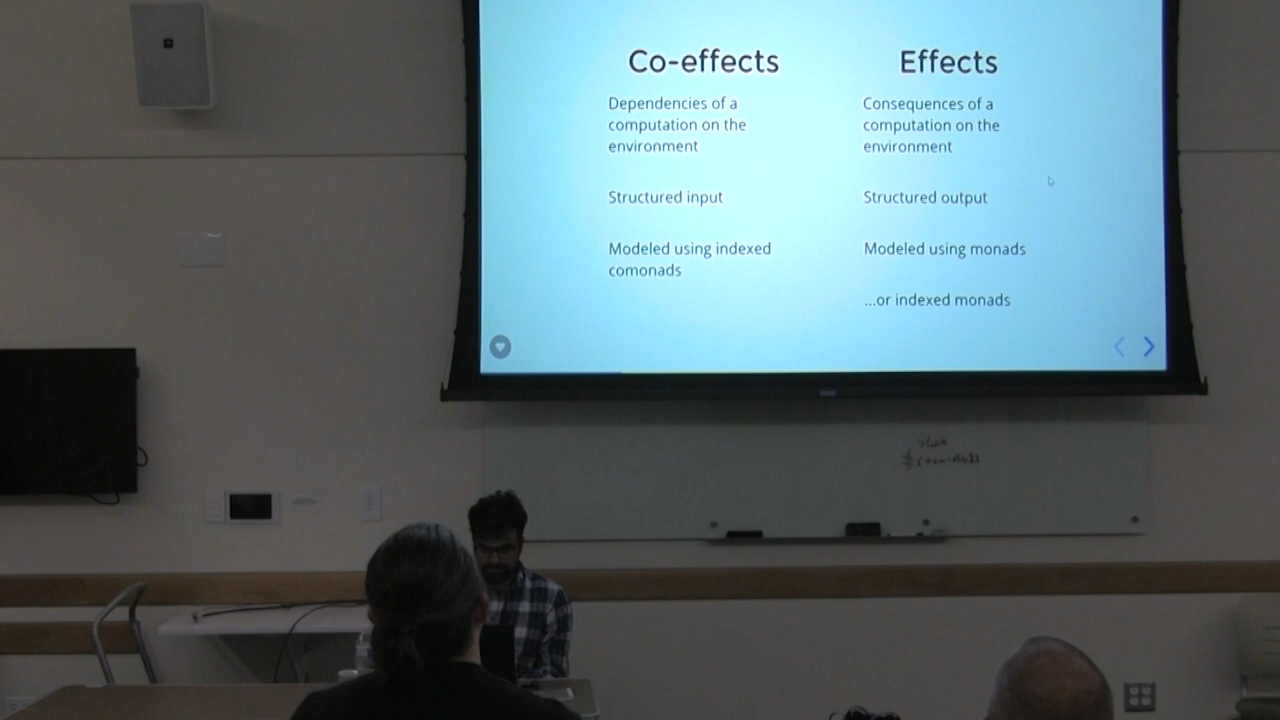 Co-effects
Dependencies of a
computation on the
environment
Structured input
Modeled using indexed
comonads
Effects
Consequences of a
computation on the
environment
Structured output
Modeled using monads
...or indexed monads